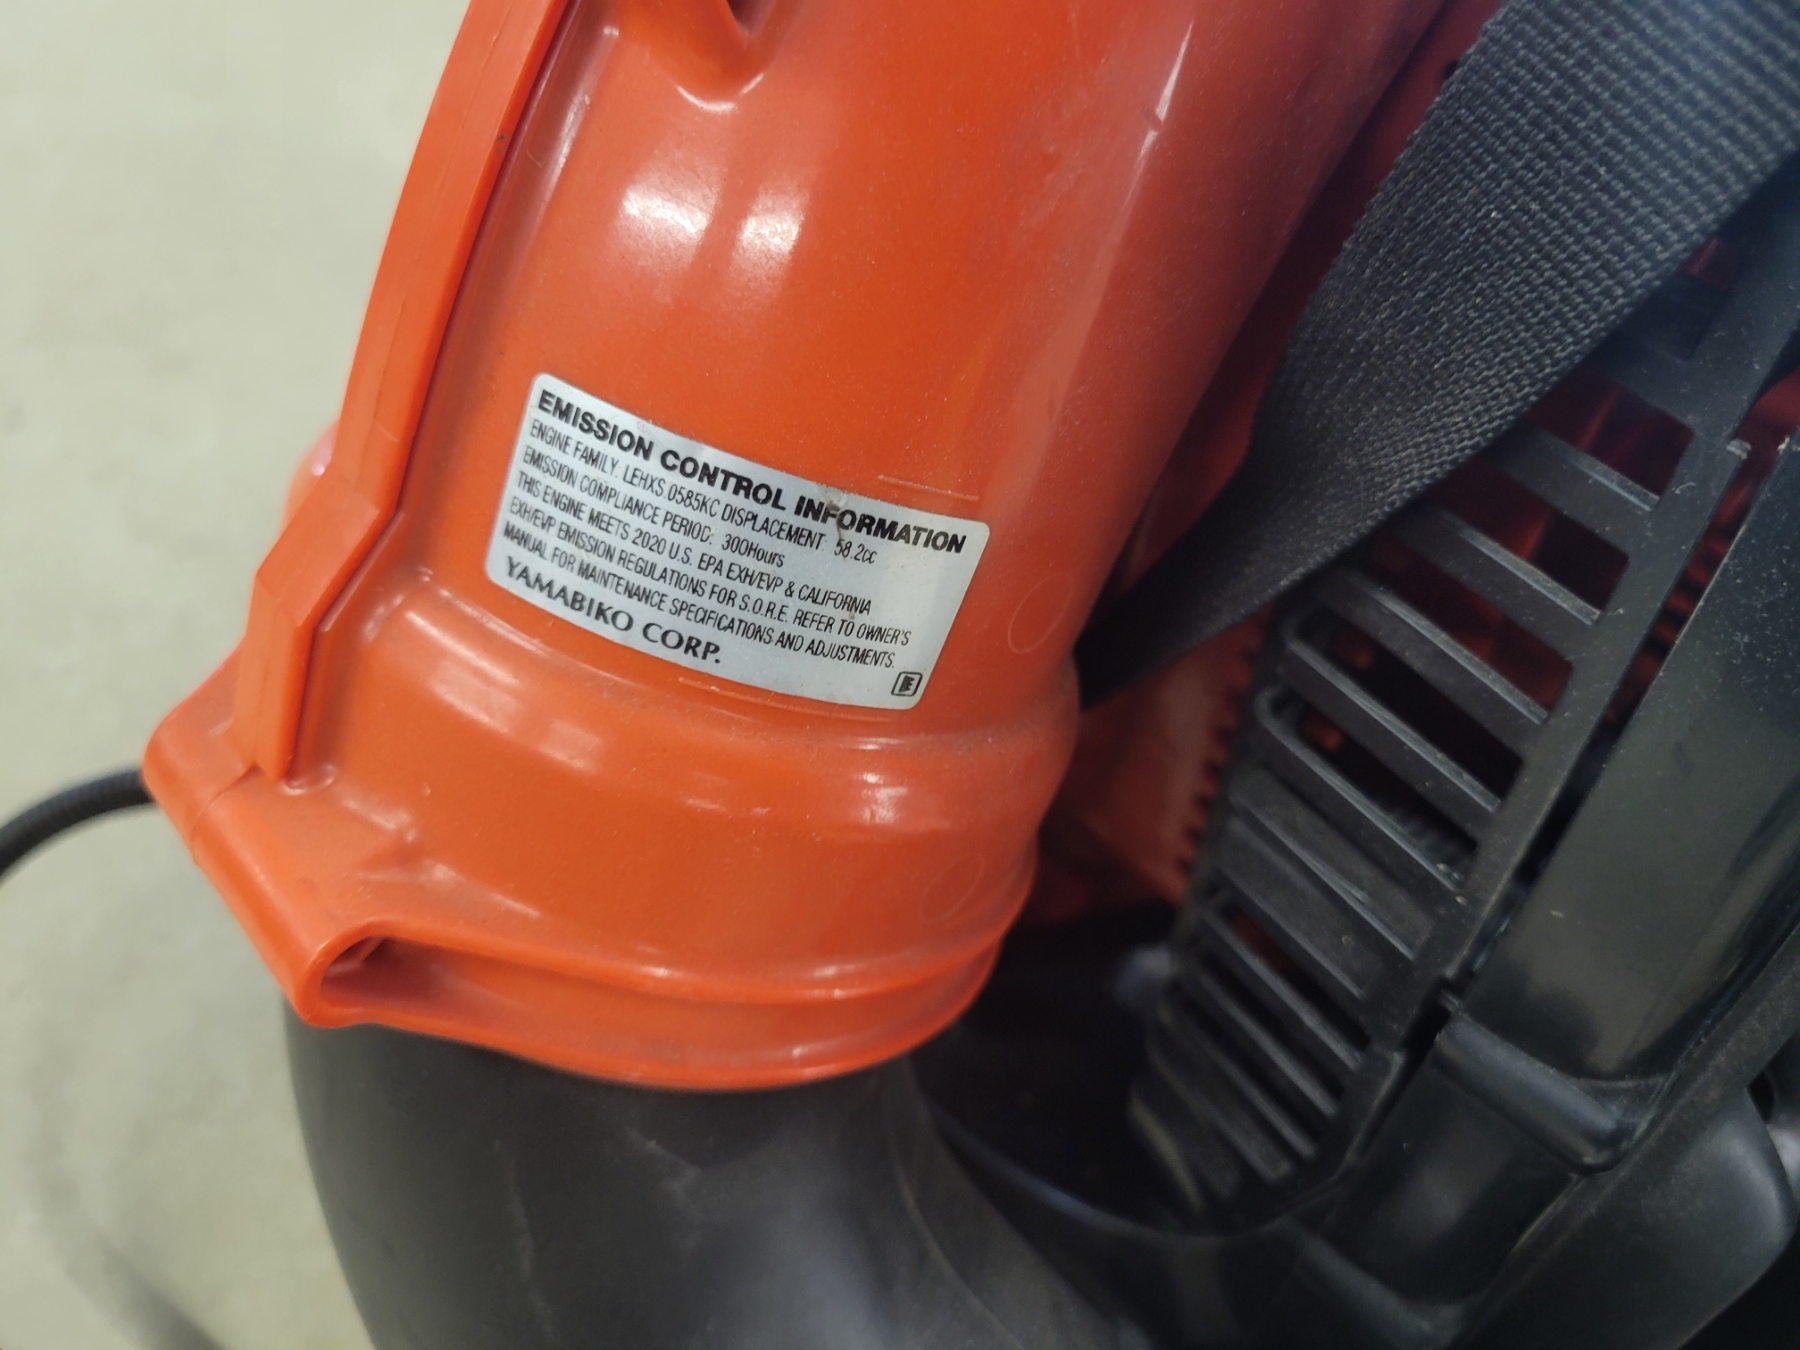 EMISSION CONTROL INFORMATION
ENGINE FAMILY: LEHXS.0585KC DISPLACEMENT: 58.2cc
EMISSION COMPLIANCE PERIOD: 300Hours
THIS ENGINE MEETS 2020 U.S. EPA EXH/EVP & CALIFORNIA
EXH/EVP EMISSION REGULATIONS FOR S.O.R.E. REFER TO OWNER'S
MANUAL FOR MAINTENANCE SPECIFICATIONS AND ADJUSTMENTS.
YAMABIKO CORP.
E